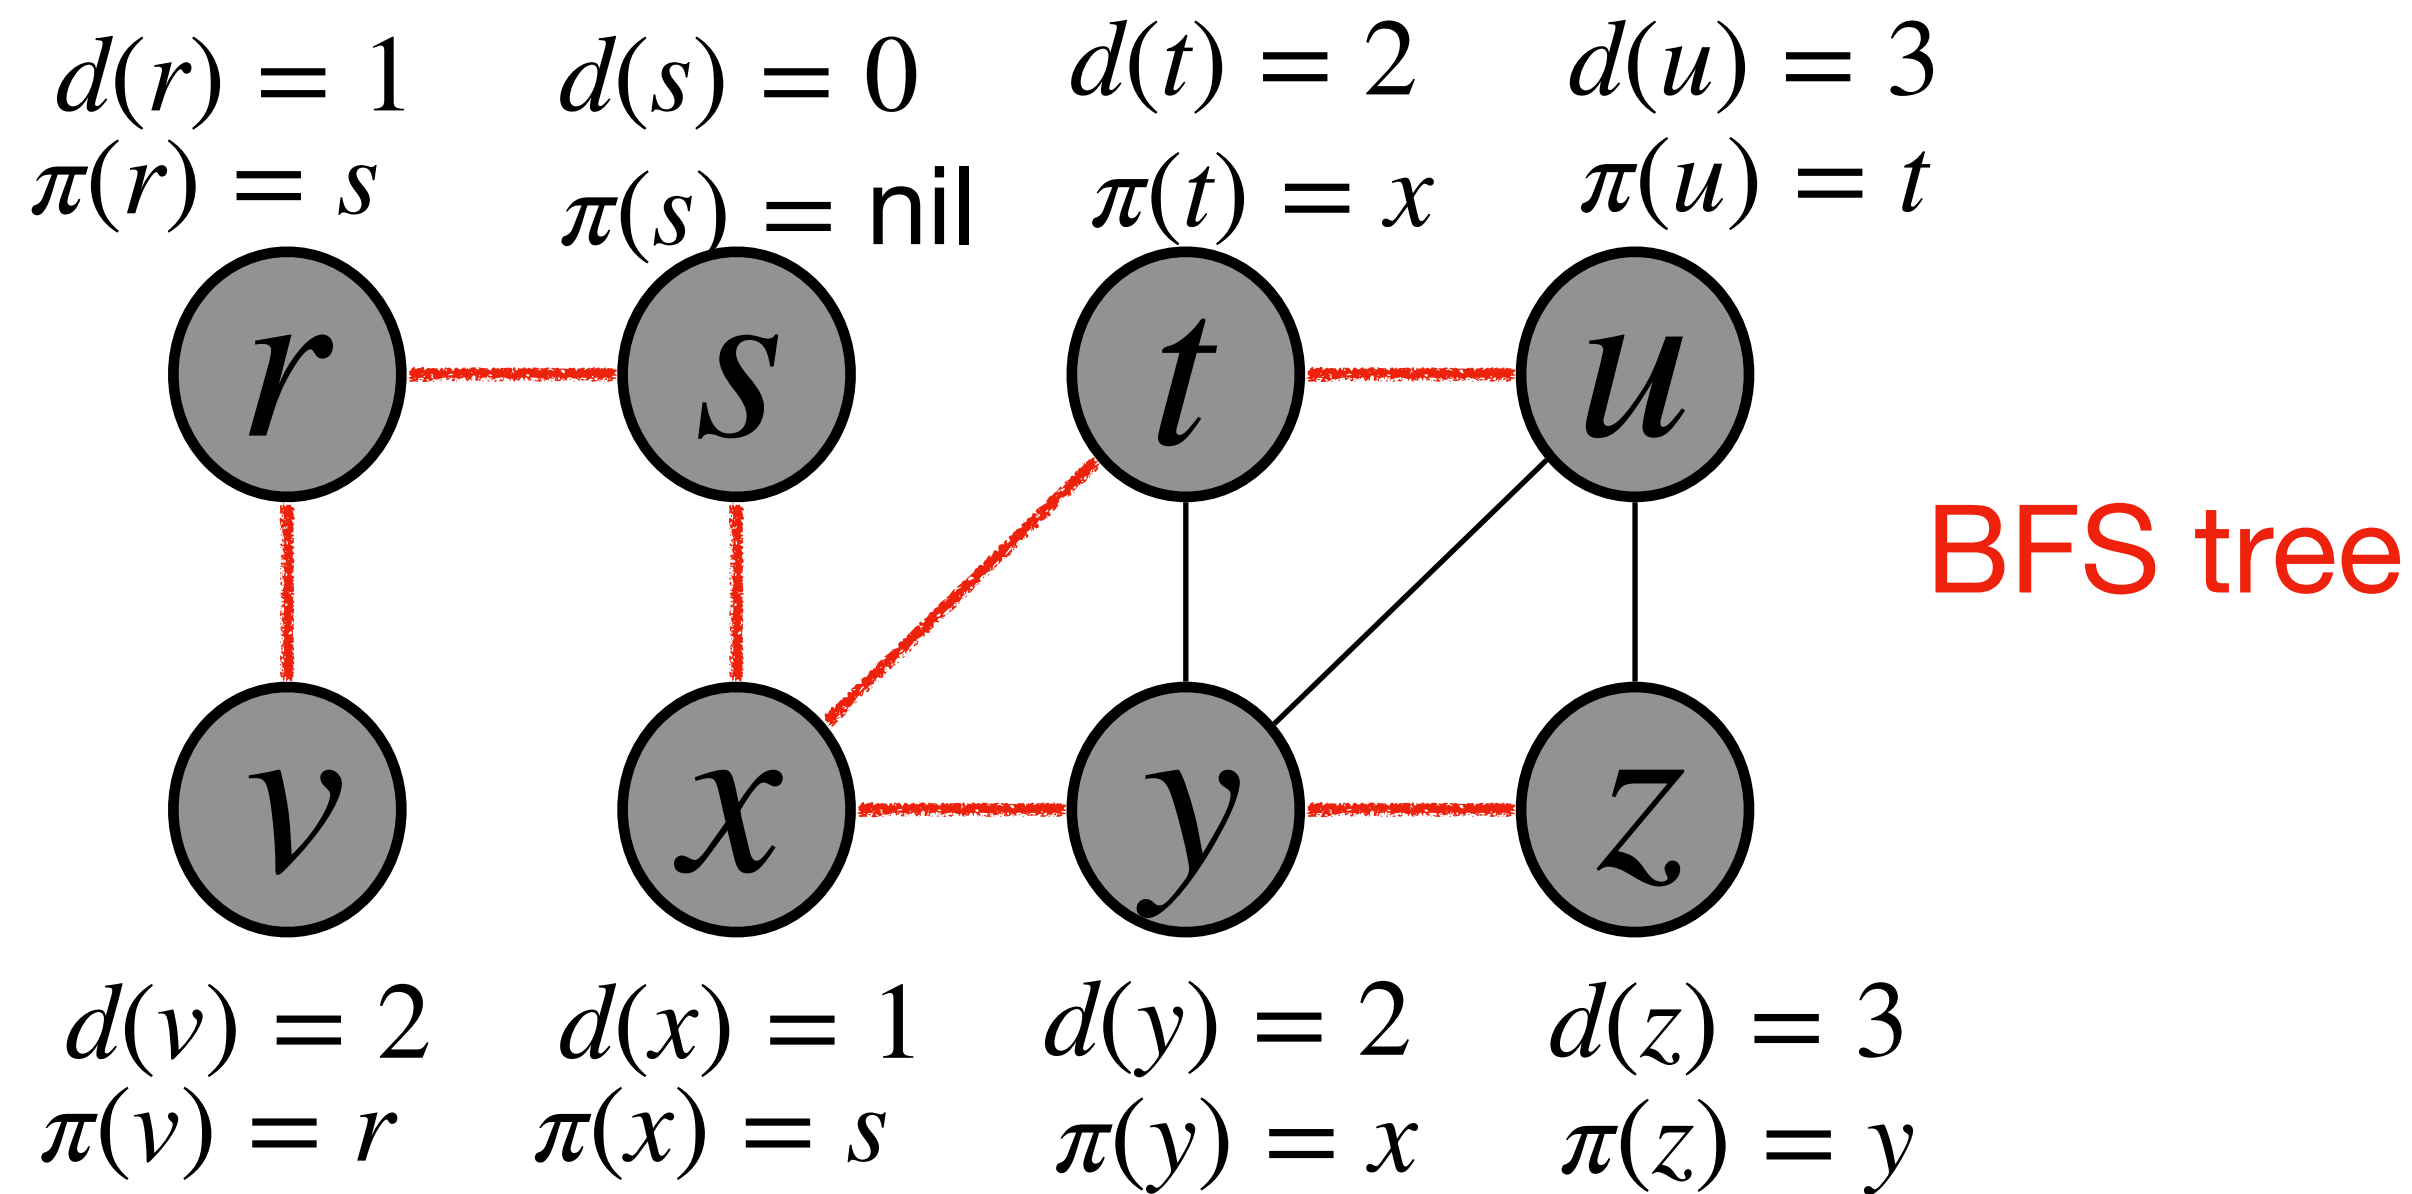 d(r) = 1
π(r) = s
d(s) = 0
π(s) = nil
d(t) = 2
π(t) = x
d(u) = 3
π(u) = t
r
s
t
u
BFS tree
v
x
y
z
d(v) = 2
π(v) = r
d(x) = 1
π(x) = s
d(y) = 2
π(y) = x
d(z) = 3
π(z) = y